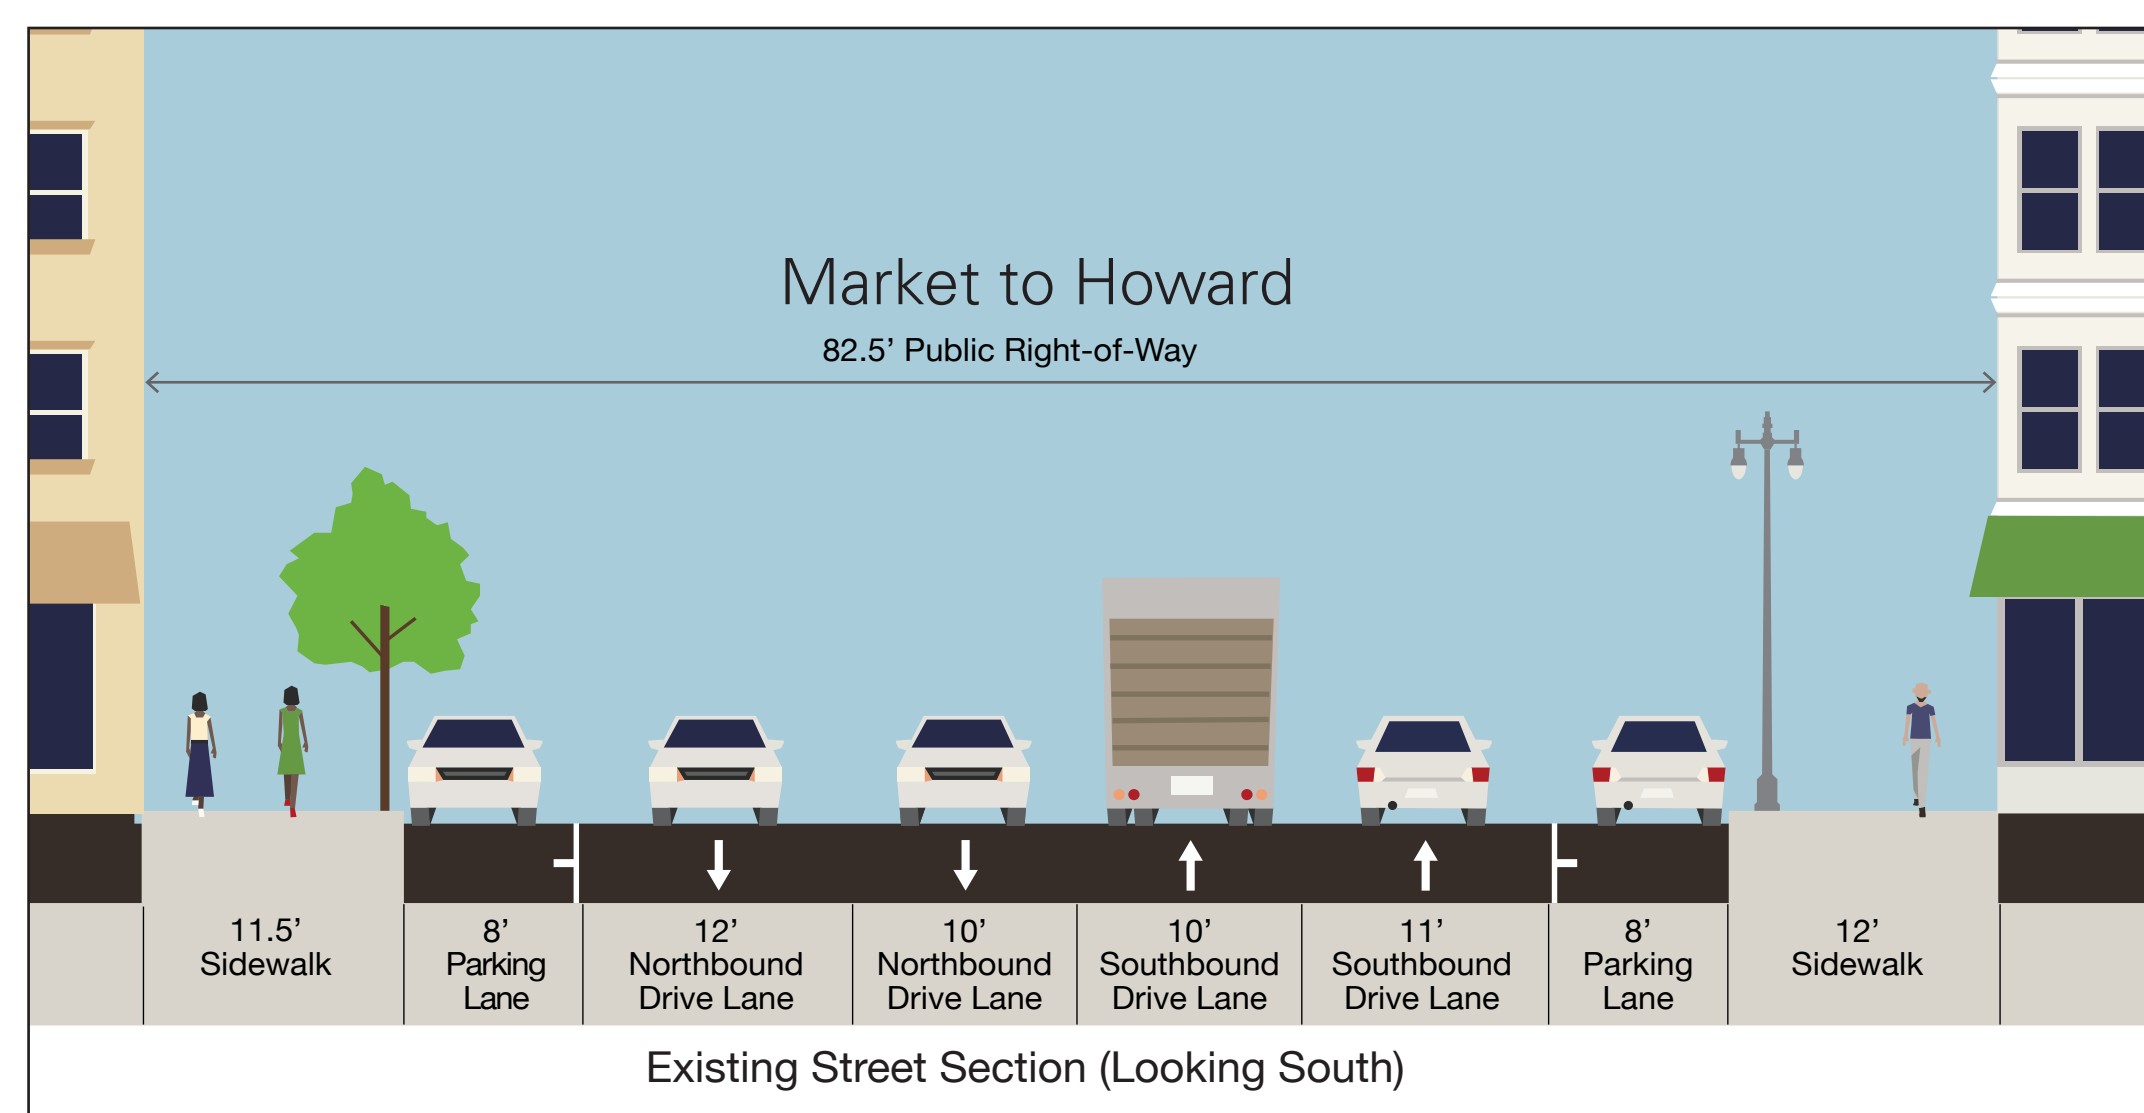 Market to Howard
82.5’ Public Right-of-Way
11.5’
Sidewalk
8’
Parking
Lane
12’
Northbound
Drive Lane
10’
Northbound
Drive Lane
10’
Southbound
Drive Lane
11’
Southbound
Drive Lane
8’
Parking
Lane
12’
Sidewalk
Existing Street Section (Looking South)